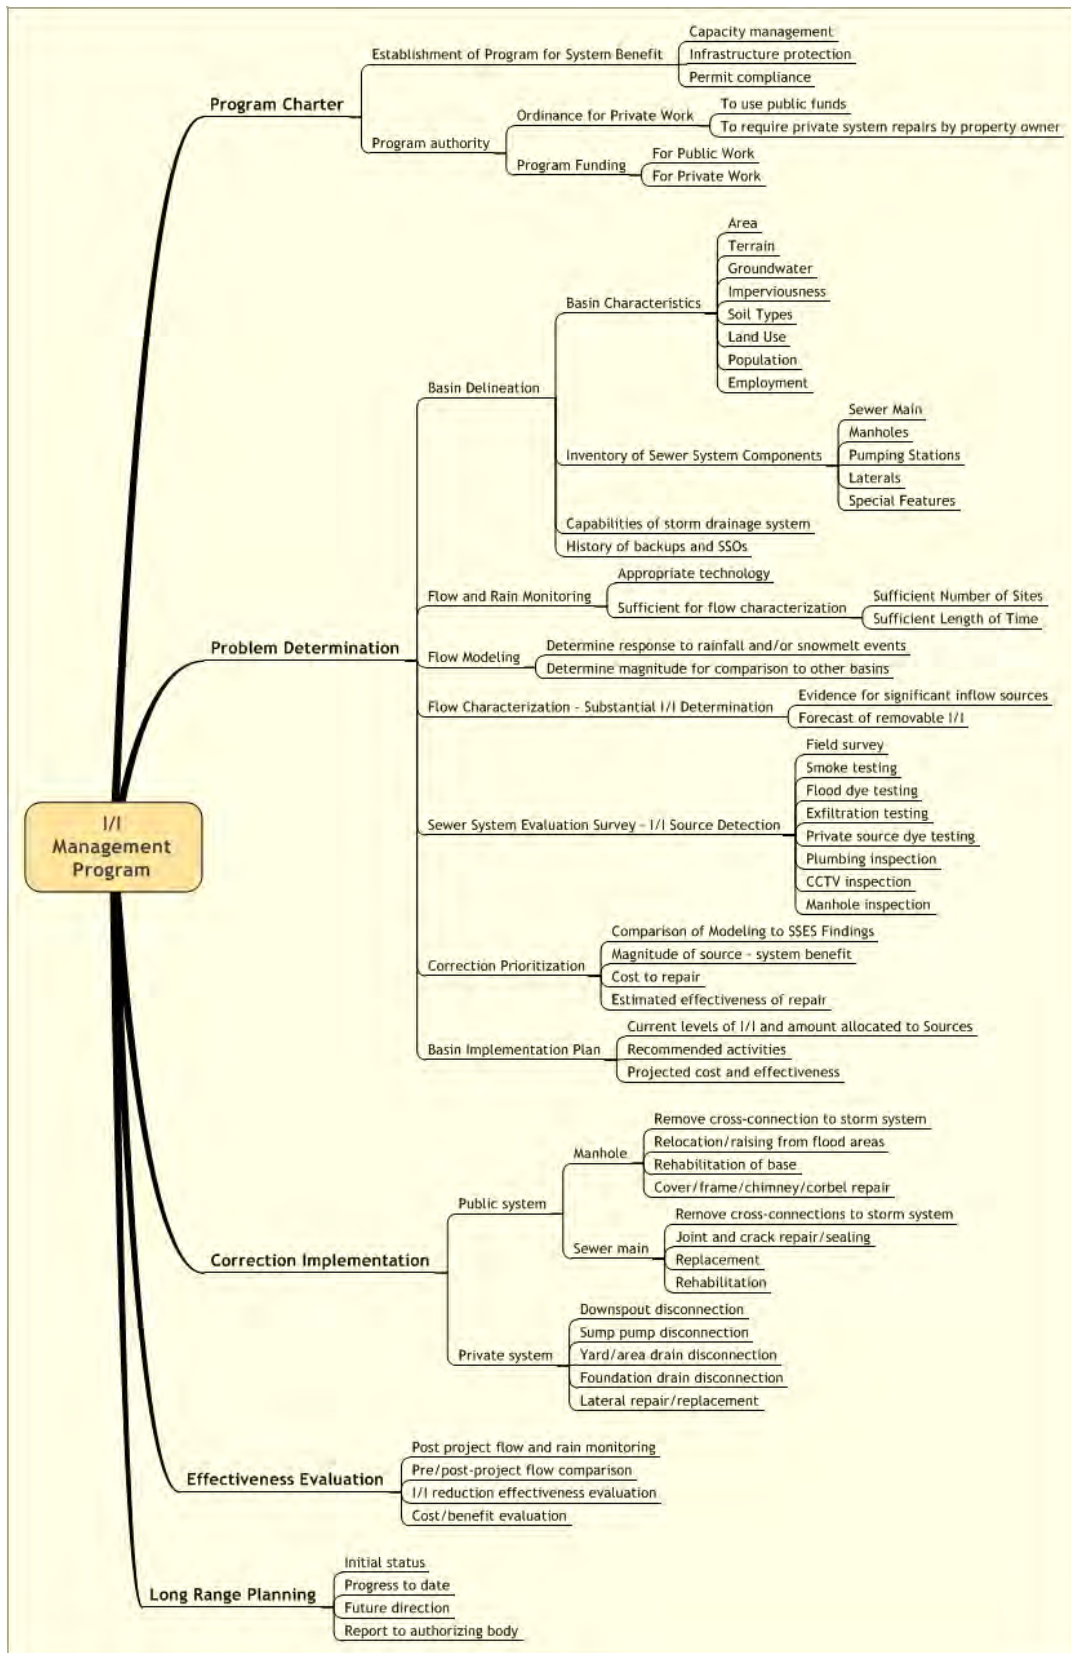 Capacity management
Establishment of Program for System Benefit
Infrastructure protection
Permit compliance
Program Charter
To use public funds
Ordinance for Private Work
To require private system repairs by property owner
Program authority
For Public Work
Program Funding
For Private Work
Area
Terrain
Groundwater
Imperviousness
Basin Characteristics
Soil Types
Land Use
Population
Employment
Basin Delineation
Sewer Main
Manholes
Inventory of Sewer System Components
Pumping Stations
Laterals
Special Features
Capabilities of storm drainage system
History of backups and SSOs
Appropriate technology
Flow and Rain Monitoring
Sufficient for flow characterization
Sufficient Number of Sites
Sufficient Length of Time
Problem Determination
Determine response to rainfall and/or snowmelt events
Flow Modeling
Determine magnitude for comparison to other basins
Evidence for significant inflow sources
Flow Characterization - Substantial I/I Determination
Forecast of removable I/I
Field survey
Smoke testing
Flood dye testing
Exfiltration testing
Sewer System Evaluation Survey - I/I Source Detection
Private source dye testing
Plumbing inspection
CCTV inspection
Manhole inspection
I/I
Management
Program
Comparison of Modeling to SSES Findings
Magnitude of source - system benefit
Correction Prioritization
Cost to repair
Estimated effectiveness of repair
Current levels of I/I and amount allocated to Sources
Basin Implementation Plan
Recommended activities
Projected cost and effectiveness
Remove cross-connection to storm system
Relocation/raising from flood areas
Manhole
Rehabilitation of base
Cover/frame/chimney/corbel repair
Public system
Remove cross-connections to storm system
Joint and crack repair/sealing
Sewer main
Replacement
Rehabilitation
Correction Implementation
Downspout disconnection
Sump pump disconnection
Private system
Yard/area drain disconnection
Foundation drain disconnection
Lateral repair/replacement
Post project flow and rain monitoring
Pre/post-project flow comparison
Effectiveness Evaluation
I/I reduction effectiveness evaluation
Cost/benefit evaluation
Initial status
Progress to date
Long Range Planning
Future direction
Report to authorizing body